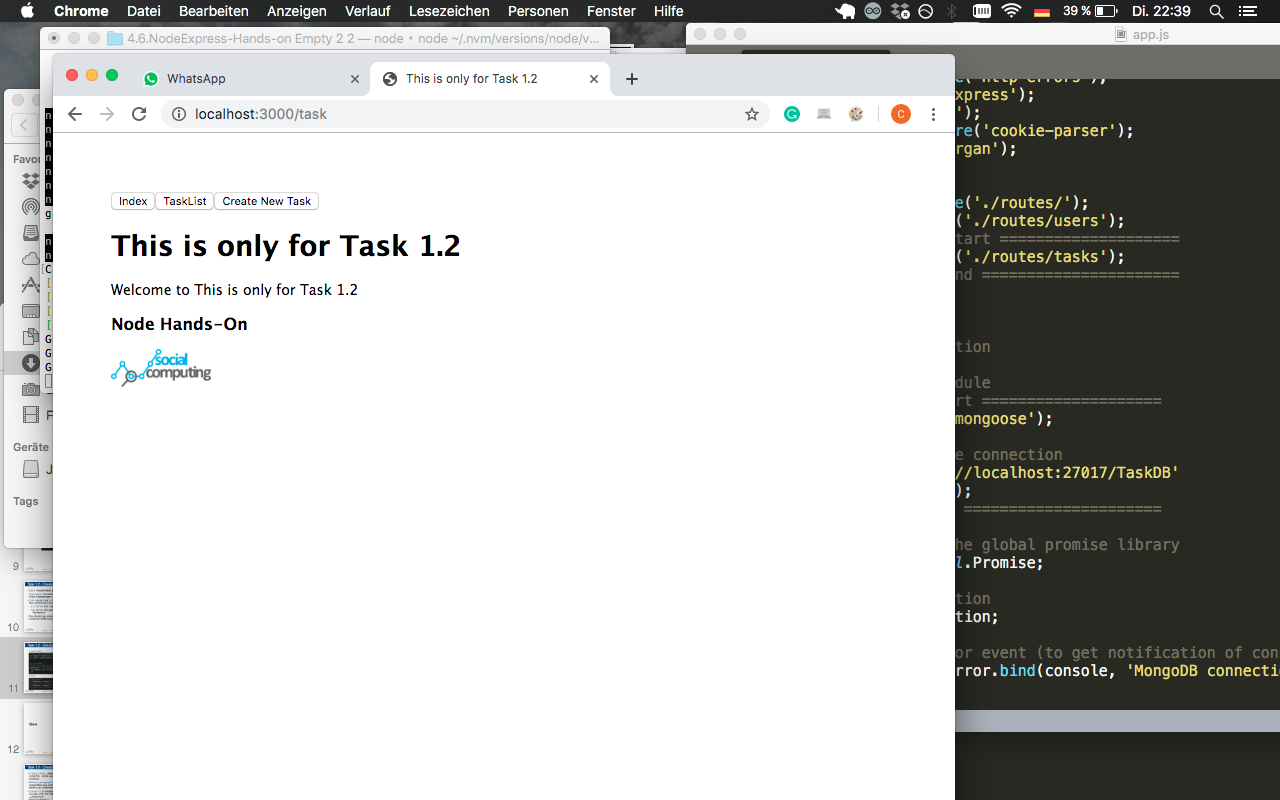 Chrome Datei Bearbeiten Anzeigen Verlauf Lesezeichen Personen Fenster Hilfe 39 % Di. 22:39
4.6.NodeExpress-Hands-on Empty 2 2 — node ◂ node ~/.nvm/versions/node/v...
app.js
WhatsApp
This is only for Task 1.2
localhost:3000/task
C
Index
TaskList
Create New Task
This is only for Task 1.2
Welcome to This is only for Task 1.2
Node Hands-On
social
computing
Favor
Geräte
Tags
9
10
11
12
xpress');
');
re('cookie-parser');
rgan');
e('./routes/');
('./routes/users');
tart ====================
('./routes/tasks');
nd ======================
tion
dule
rt ====================
mongoose');
e connection
//localhost:27017/TaskDB'
);
======================
he global promise library
l.Promise;
tion
tion;
or event (to get notification of con
rror.bind(console, 'MongoDB connecti